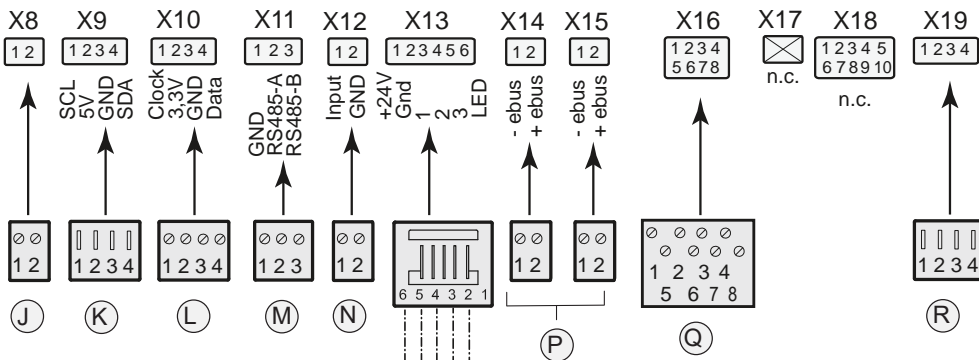 X8 X9 X10 X11 X12 X13 X14 X15 X16 X17 X18 X19
1 2
1 2 3 4
1 2 3 4
1 2 3
1 2
1 2 3 4 5 6
1 2
1 2
1 2 3 4
5 6 7 8
n.c.
1 2 3 4 5
6 7 8 9 10
n.c.
1 2 3 4
SCL
5V
GND
SDA
Clock
3,3V
GND
Data
GND
RS485-A
RS485-B
Input
GND
+24V
Gnd
1
2
3
LED
- ebus
+ ebus
- ebus
+ ebus
1 2
1 2 3 4
1 2 3 4
1 2 3
1 2
6 5 4 3 2 1
1 2
1 2
1 2 3 4
5 6 7 8
1 2 3 4
J K L M N P Q R